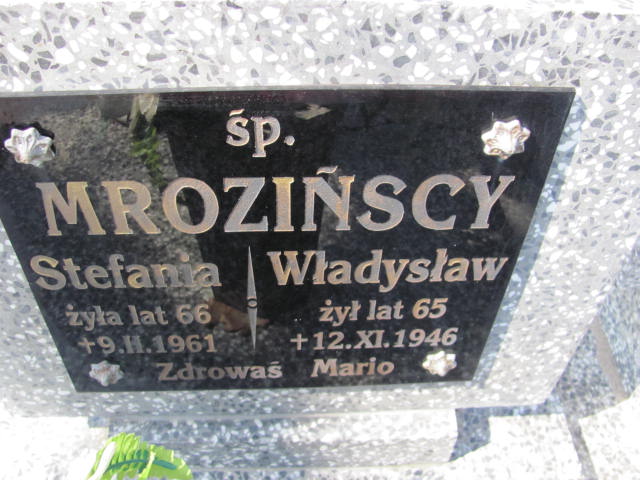 śp.
MROZIŃSCY
Stefania Władysław
żyła lat 66 żył lat 65
+9.II.1961 +12.XI.1946
Zdrowaś Mario